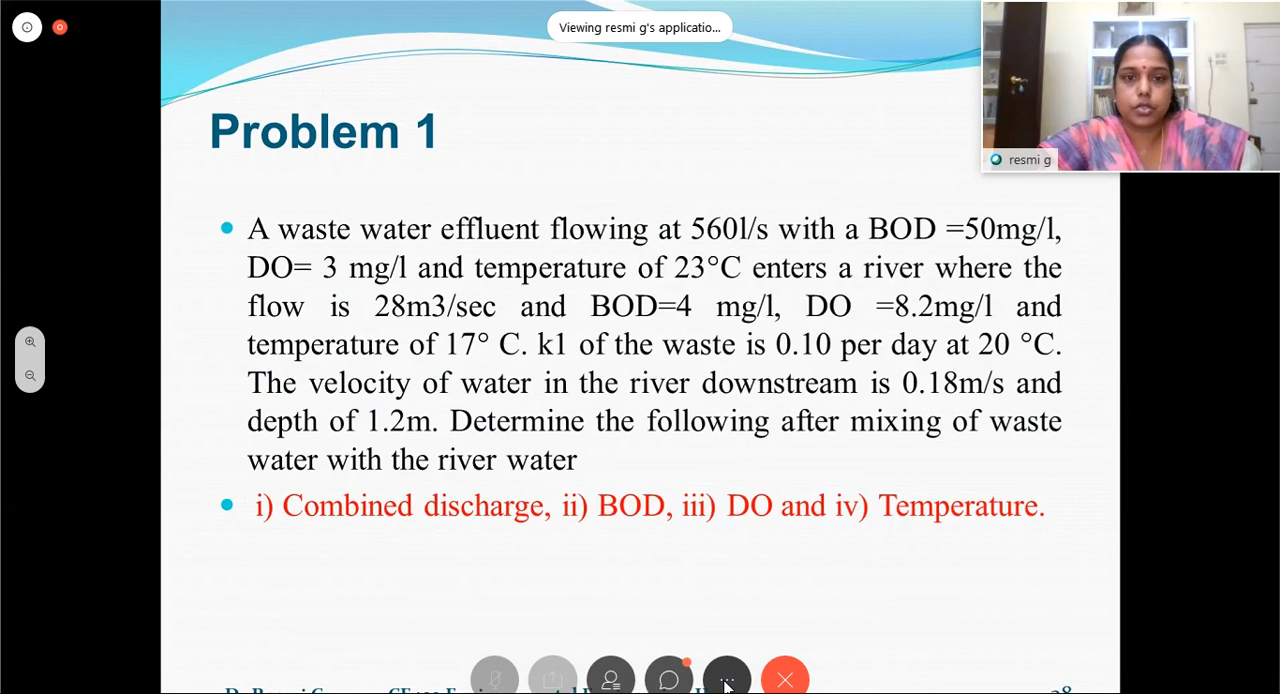 Viewing resmi g's applicatio...
resmi g
Problem 1
A waste water effluent flowing at 560l/s with a BOD =50mg/l,
DO= 3 mg/l and temperature of 23°C enters a river where the
flow is 28m3/sec and BOD=4 mg/l, DO =8.2mg/l and
temperature of 17° C. k1 of the waste is 0.10 per day at 20 °C.
The velocity of water in the river downstream is 0.18m/s and
depth of 1.2m. Determine the following after mixing of waste
water with the river water
i) Combined discharge, ii) BOD, iii) DO and iv) Temperature.